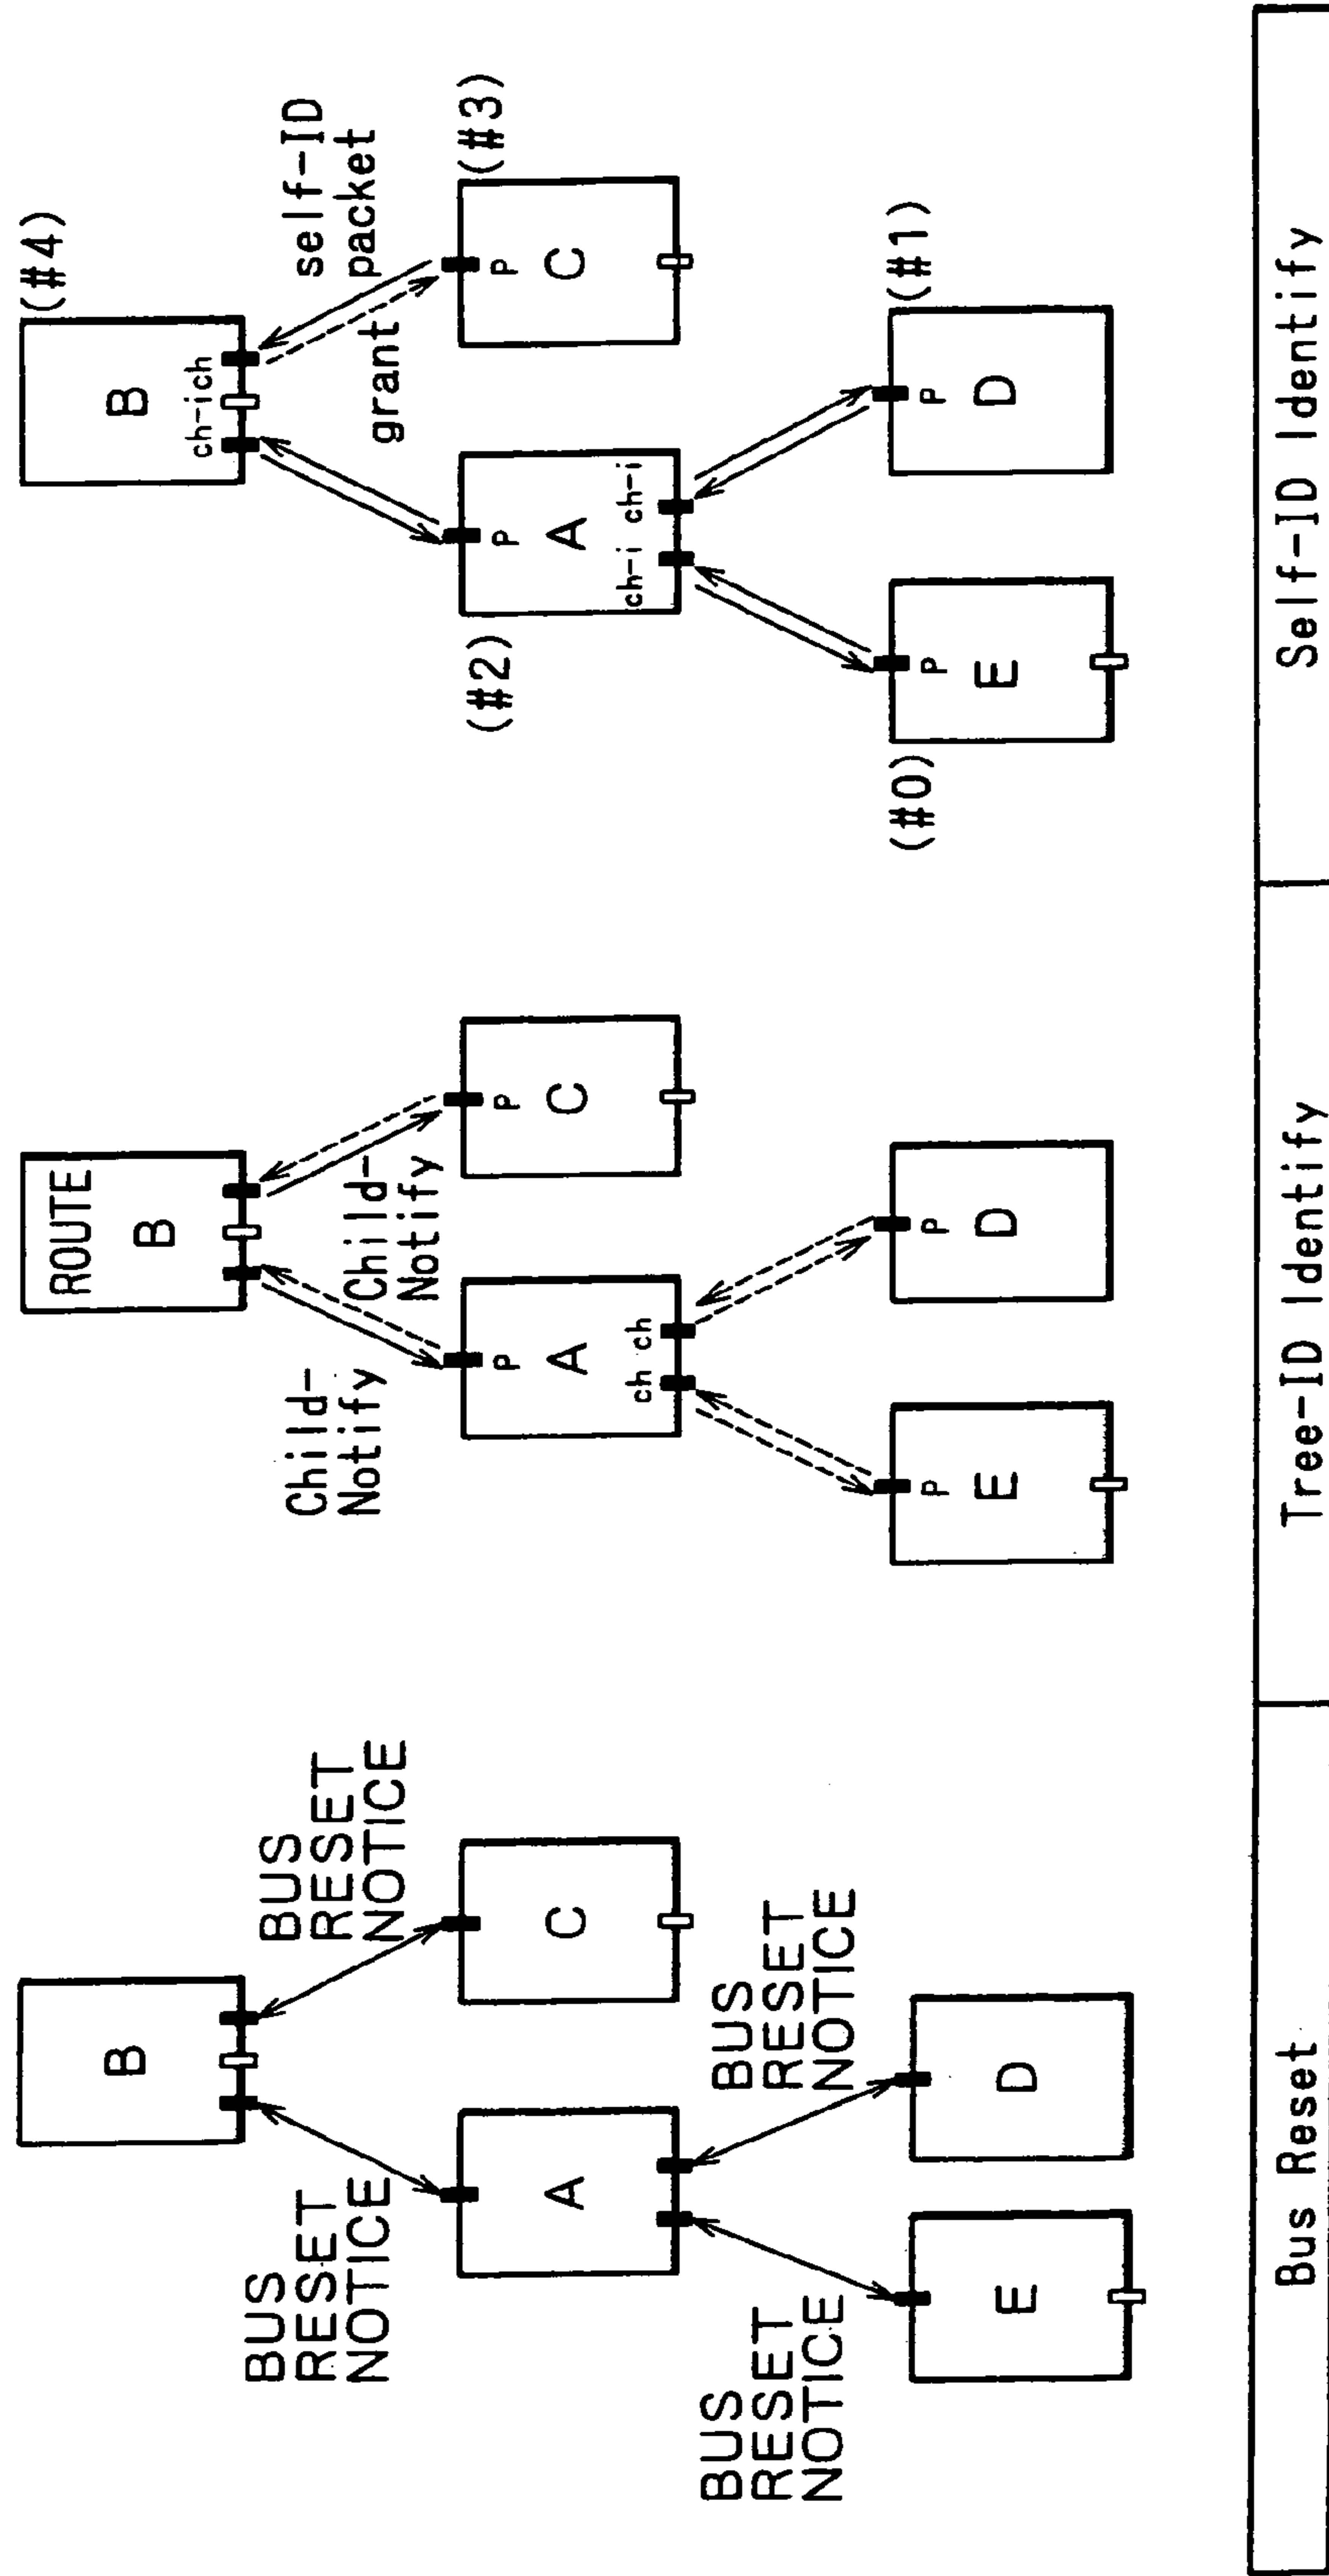 B
BUS
RESET
NOTICE
BUS
RESET
NOTICE
A
C
BUS
RESET
NOTICE
BUS
RESET
NOTICE
E
D
Bus Reset
ROUTE
B
Child-
Notify
Child-
Notify
P
A
ch ch
P
C
P
E
P
D
Tree-ID Identify
(#4)
B
ch-ich
self-ID
packet
grant
(#2)
P
A
ch-i ch-i
(#3)
P
C
(#0)
P
E
(#1)
P
D
Self-ID Identify